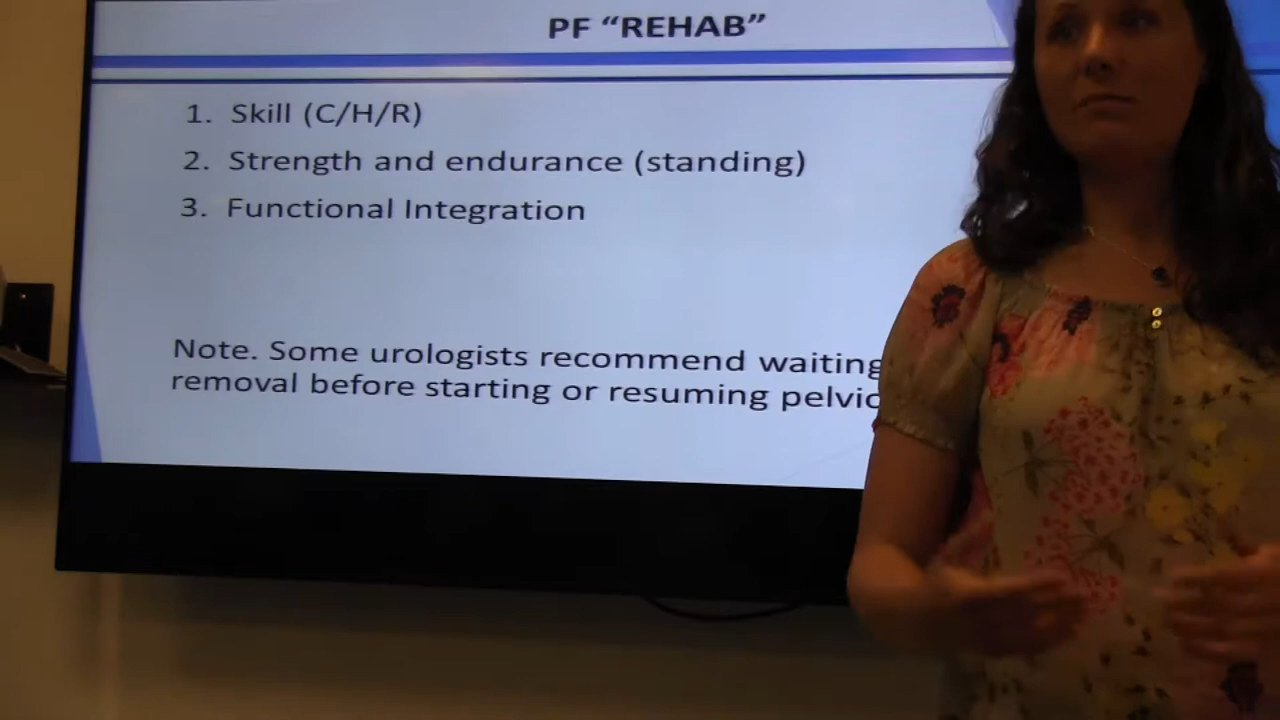 PF “REHAB”
1. Skill (C/H/R)
2. Strength and endurance (standing)
3. Functional Integration
Note. Some urologists recommend waiting
removal before starting or resuming pelvic